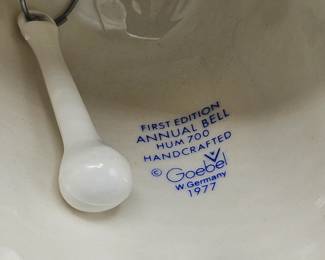 FIRST EDITION
ANNUAL BELL
HUM 700
HANDCRAFTED
© Goebel
W. Germany
1977